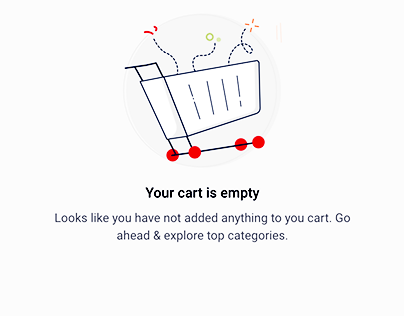 Your cart is empty
Looks like you have not added anything to you cart. Go
ahead & explore top categories.